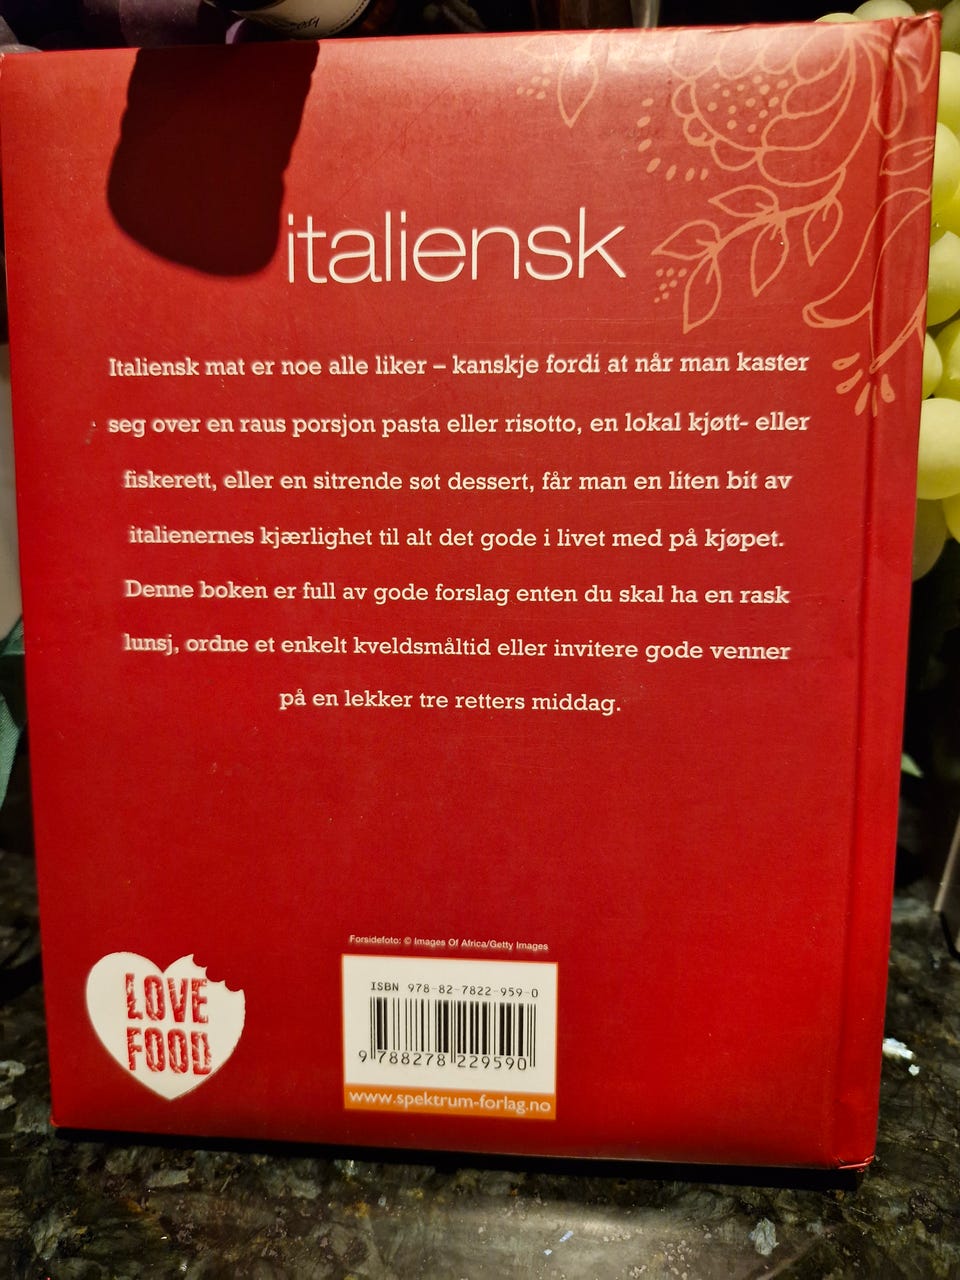 italiensk
Italiensk mat er noe alle liker – kanskje fordi at når man kaster
seg over en raus porsjon pasta eller risotto, en lokal kjøtt- eller
fiskerett, eller en sitrende søt dessert, får man en liten bit av
italienernes kjærlighet til alt det gode i livet med på kjøpet.
Denne boken er full av gode forslag enten du skal ha en rask
lunsj, ordne et enkelt kveldsmåltid eller invitere gode venner
på en lekker tre retters middag.
Forsidefoto: © Images Of Africa/Getty Images
LOVE
FOOD
ISBN 978-82-7822-959-0
9 788278 229590
www.spektrum-forlag.no